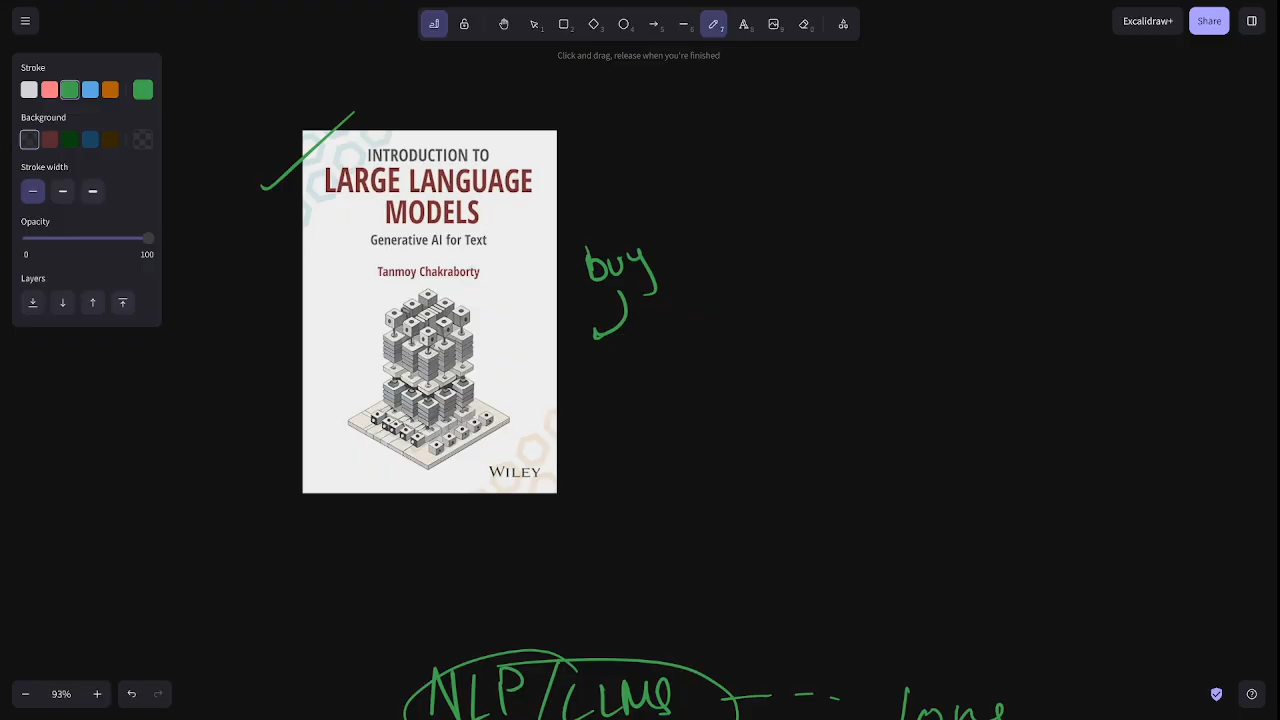 Excalidraw+
Share
Click and drag, release when you're finished
Stroke
Background
Stroke width
Opacity
0
100
Layers
INTRODUCTION TO
LARGE LANGUAGE
MODELS
Generative AI for Text
Tanmoy Chakraborty
WILEY
buy
NLP/LLMs
93%